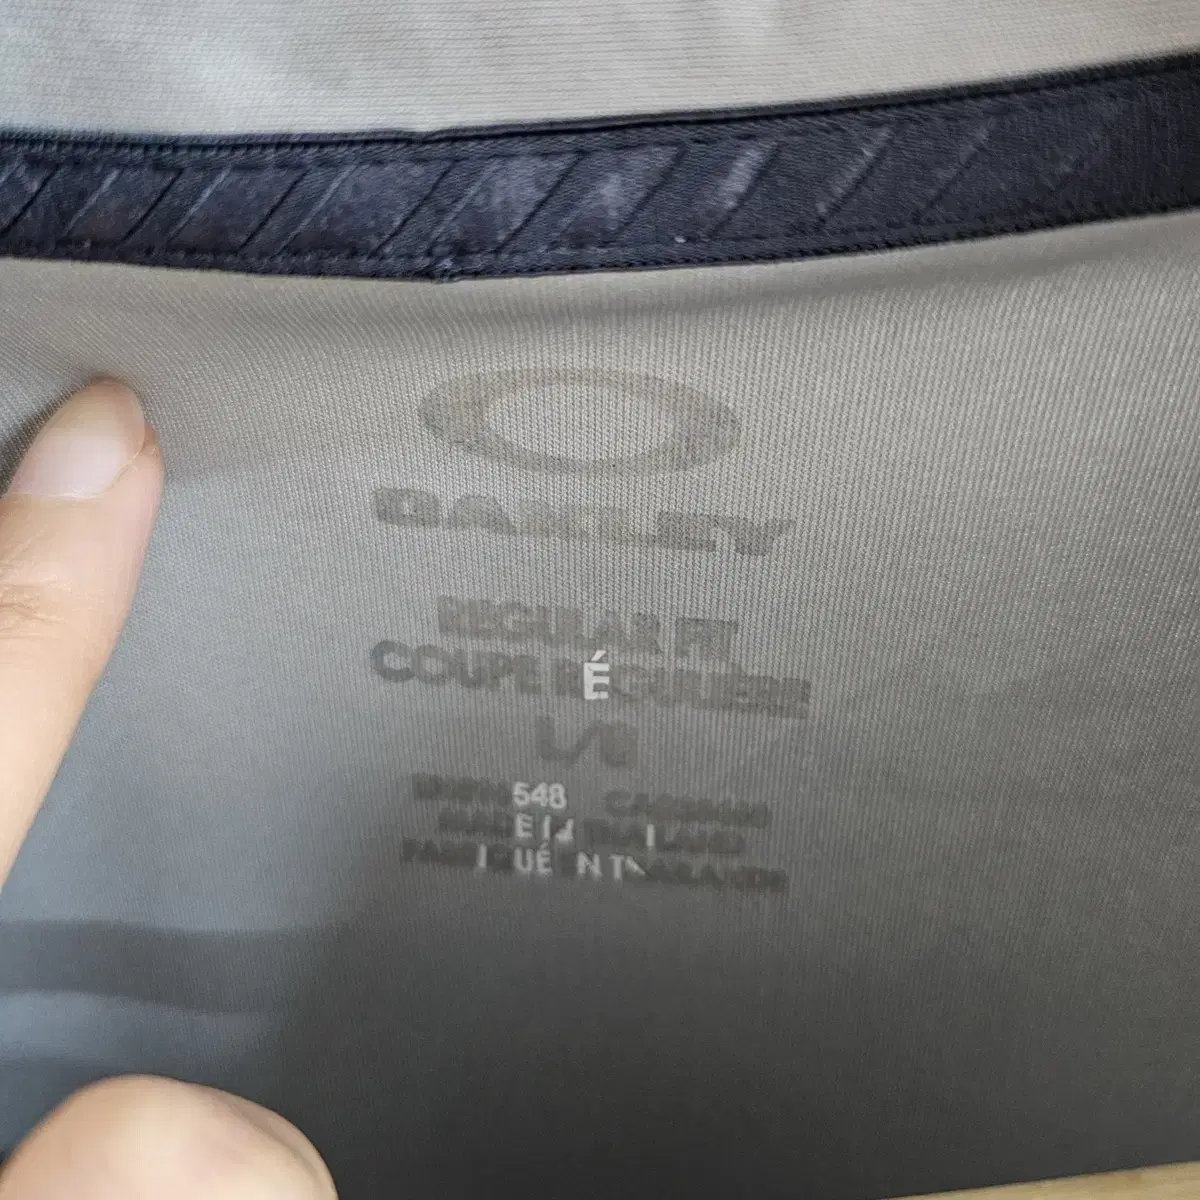 OAKLEY
REGULAR FIT
COUPE RÉGULIÈRE
L/G
MADE IN THAILAND
FABRIQUÉ EN THAÏLANDE